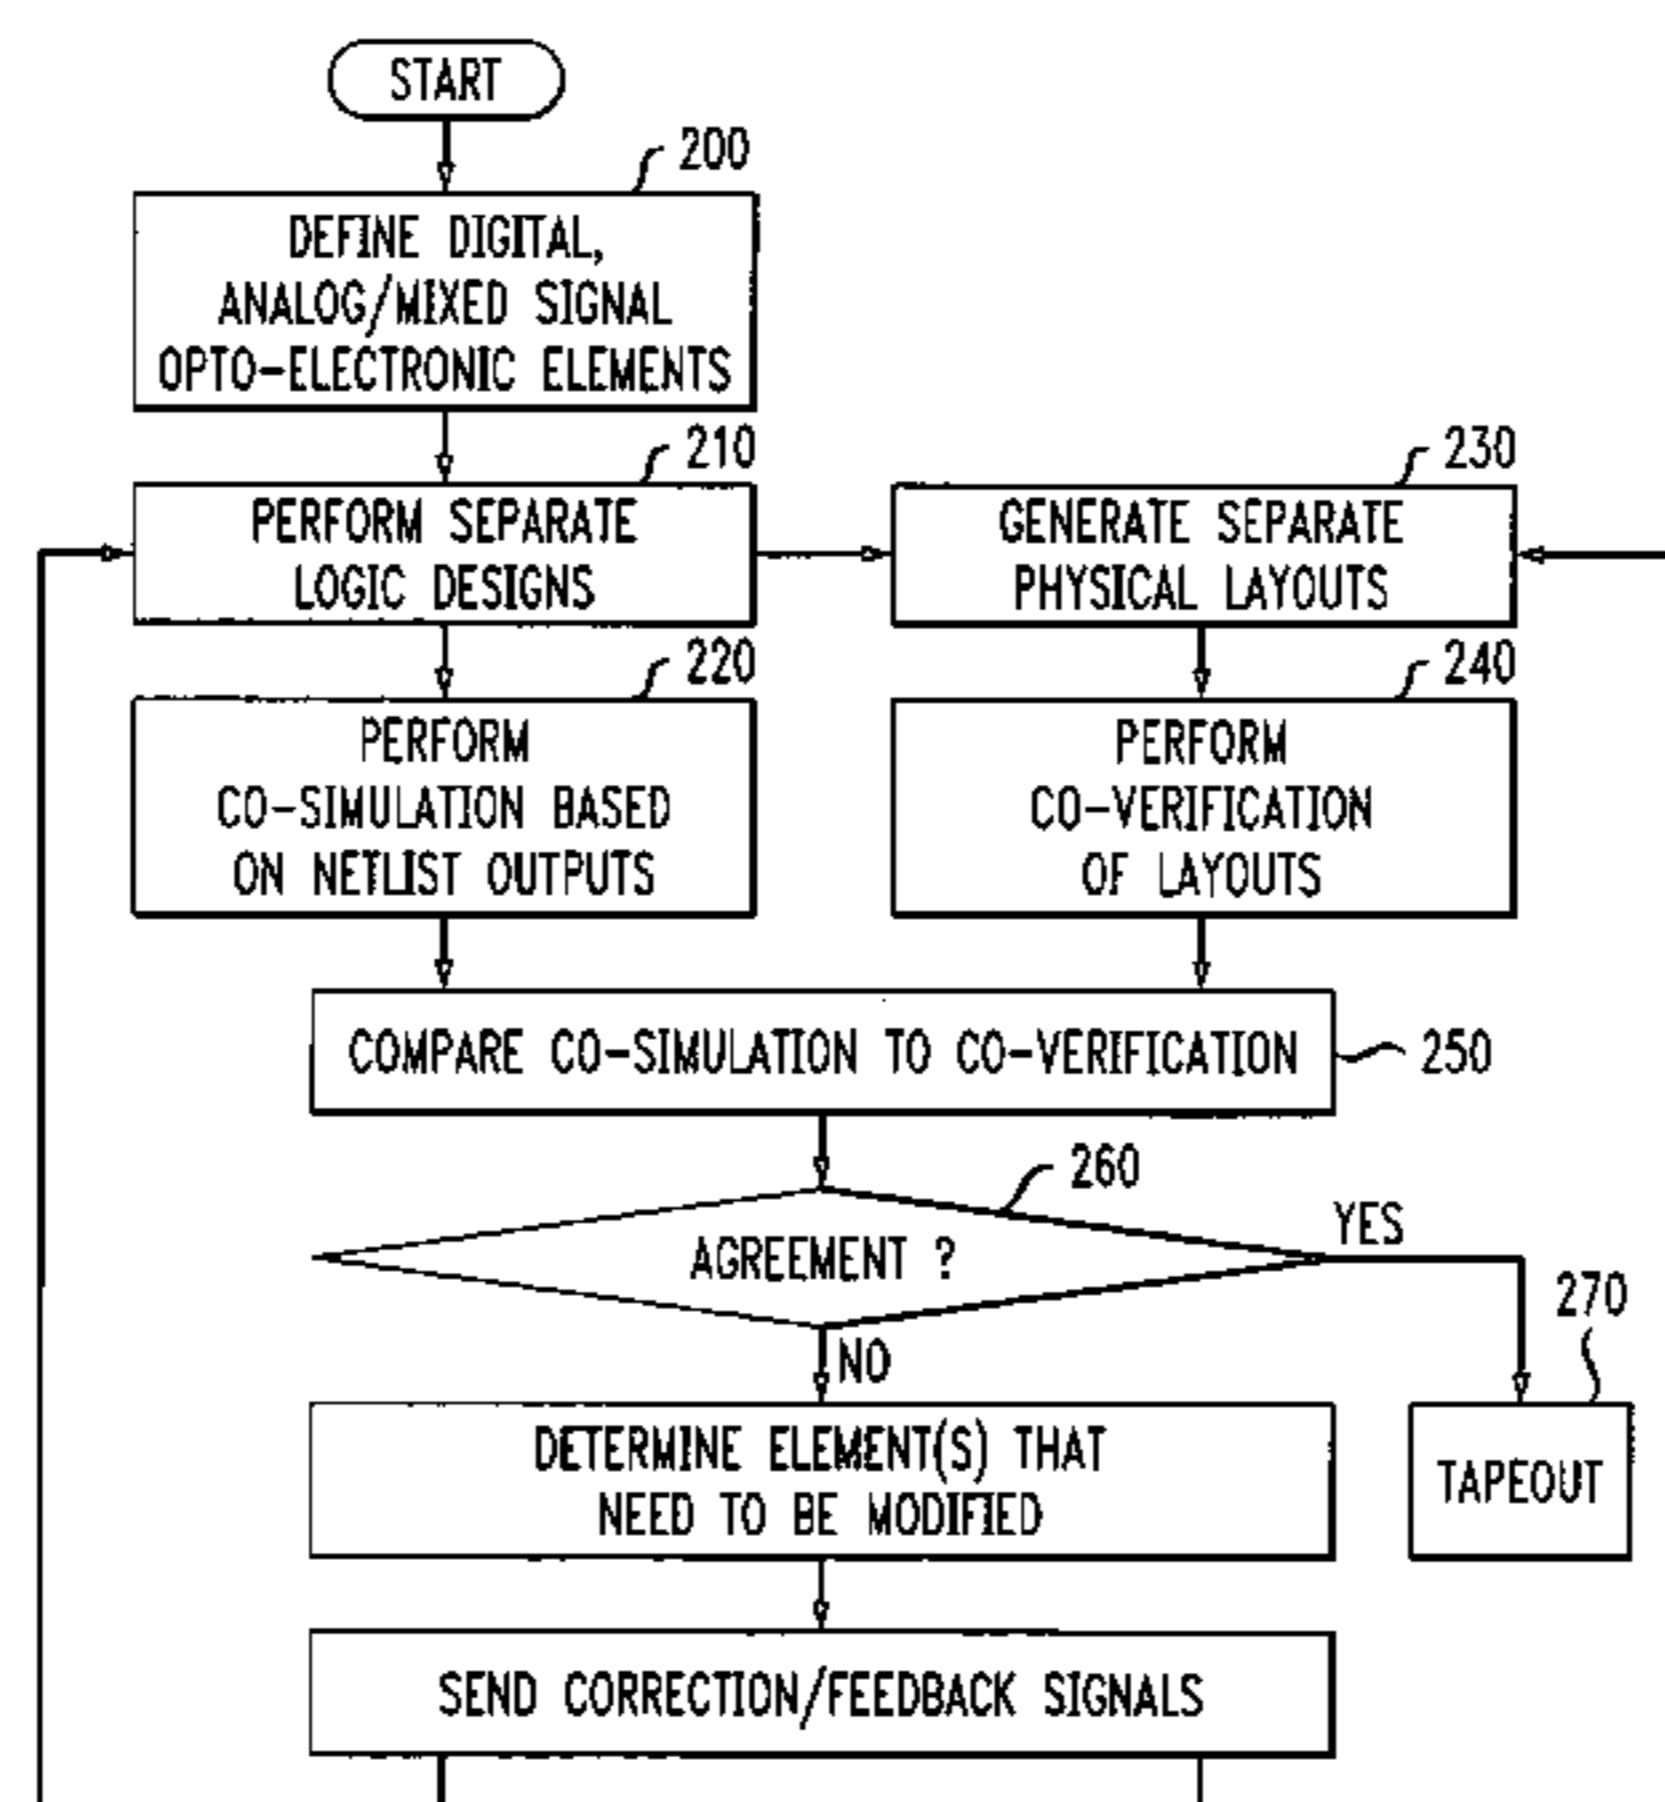 START
200
DEFINE DIGITAL,
ANALOG/MIXED SIGNAL
OPTO-ELECTRONIC ELEMENTS
210
PERFORM SEPARATE
LOGIC DESIGNS
230
GENERATE SEPARATE
PHYSICAL LAYOUTS
220
PERFORM
CO-SIMULATION BASED
ON NETLIST OUTPUTS
240
PERFORM
CO-VERIFICATION
OF LAYOUTS
COMPARE CO-SIMULATION TO CO-VERIFICATION
250
260
AGREEMENT ?
YES
NO
270
TAPEOUT
DETERMINE ELEMENT(S) THAT
NEED TO BE MODIFIED
SEND CORRECTION/FEEDBACK SIGNALS